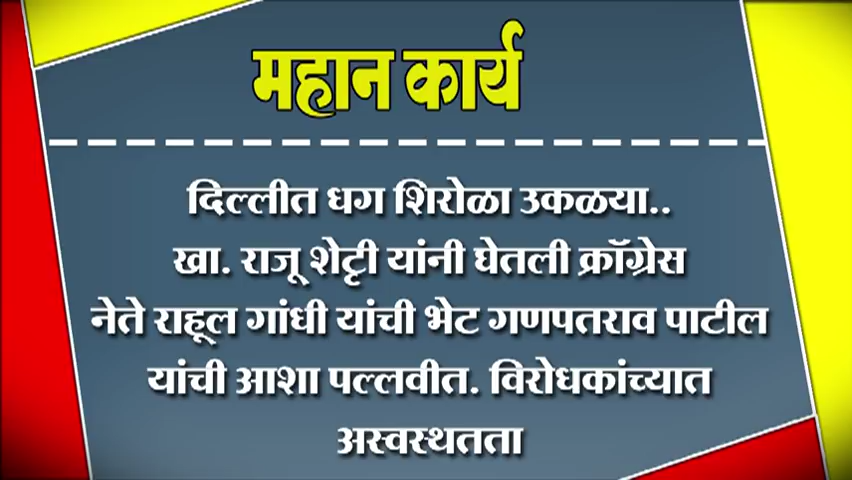 महान कार्य
दिल्लीत धग शिरोळा उकळया..
खा. राजू शेट्टी यांनी घेतली क्रॉग्रेस
नेते राहूल गांधी यांची भेट गणपतराव पाटील
यांची आशा पल्लवीत. विरोधकांच्यात
अस्वस्थतता